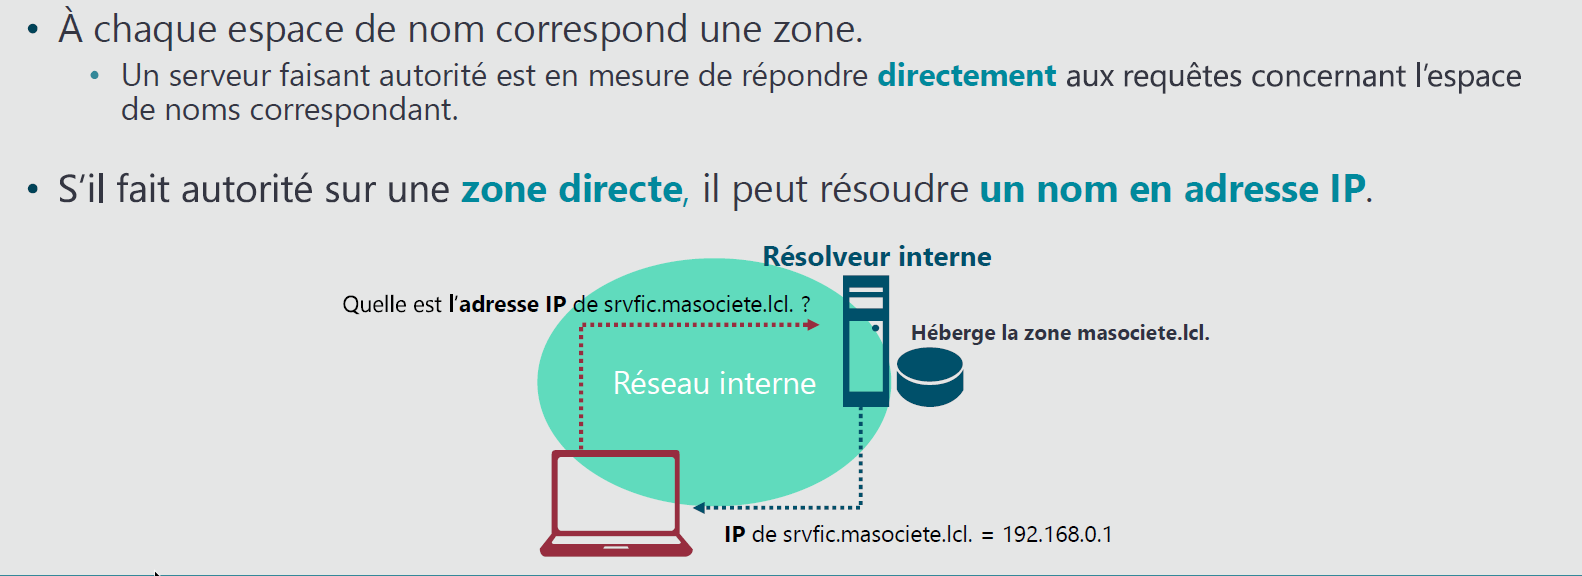 • À chaque espace de nom correspond une zone.
• Un serveur faisant autorité est en mesure de répondre directement aux requêtes concernant l’espace
de noms correspondant.
• S’il fait autorité sur une zone directe, il peut résoudre un nom en adresse IP.
Résolveur interne
Quelle est l’adresse IP de srvfic.masociete.lcl. ?
Héberge la zone masociete.lcl.
Réseau interne
IP de srvfic.masociete.lcl. = 192.168.0.1